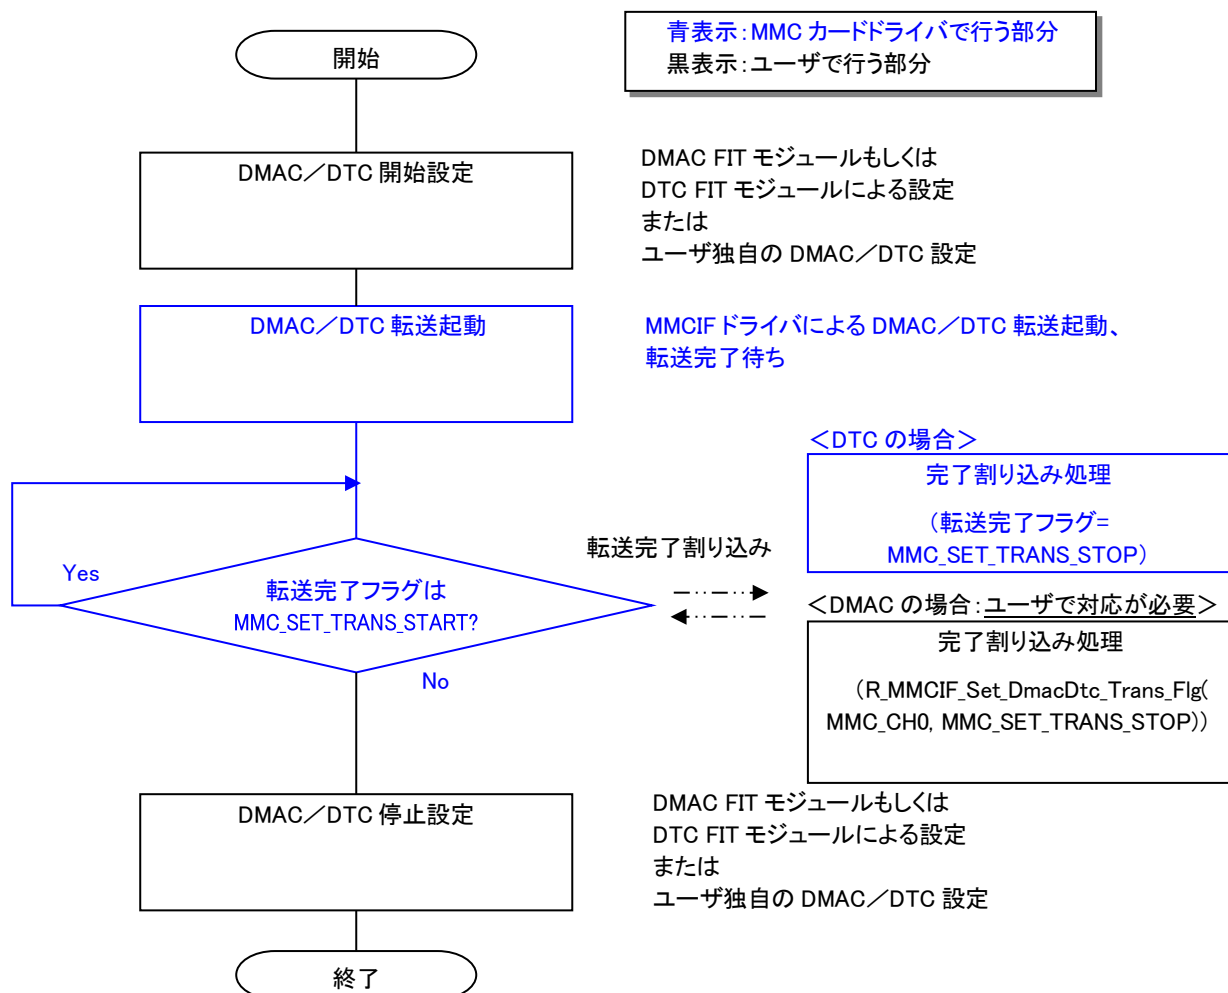 青表示：MMC カードドライバで行う部分
黒表示：ユーザで行う部分
開始
DMAC／DTC 開始設定
DMAC FIT モジュールもしくは
DTC FIT モジュールによる設定
または
ユーザ独自の DMAC／DTC 設定
DMAC／DTC 転送起動
MMCIF ドライバによる DMAC／DTC 転送起動、
転送完了待ち
＜DTC の場合＞
完了割り込み処理
（転送完了フラグ=
MMC_SET_TRANS_STOP）
転送完了割り込み
Yes
転送完了フラグは
MMC_SET_TRANS_START?
No
＜DMAC の場合：ユーザで対応が必要＞
完了割り込み処理
（R_MMCIF_Set_DmacDtc_Trans_Flg(
MMC_CH0, MMC_SET_TRANS_STOP)）
DMAC／DTC 停止設定
DMAC FIT モジュールもしくは
DTC FIT モジュールによる設定
または
ユーザ独自の DMAC／DTC 設定
終了